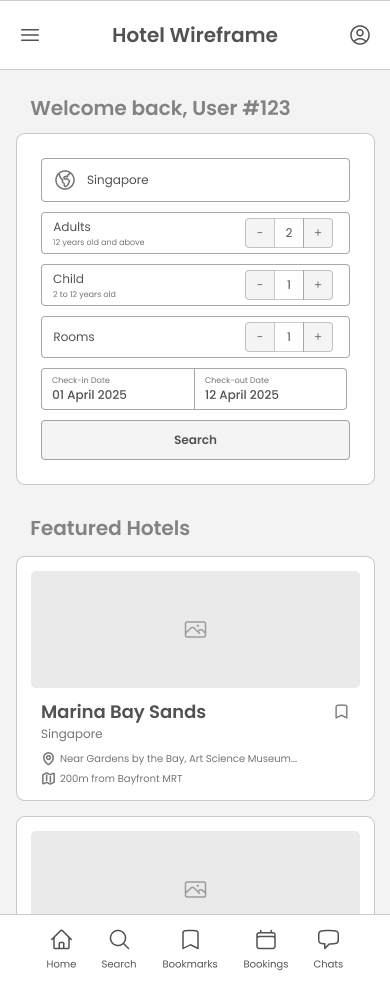 Hotel Wireframe
Welcome back, User #123
Singapore
Adults
12 years old and above
- 2 +
Child
2 to 12 years old
- 1 +
Rooms
- 1 +
Check-in Date
01 April 2025
Check-out Date
12 April 2025
Search
Featured Hotels
Marina Bay Sands
Singapore
Near Gardens by the Bay, Art Science Museum...
200m from Bayfront MRT
Home Search Bookmarks Bookings Chats